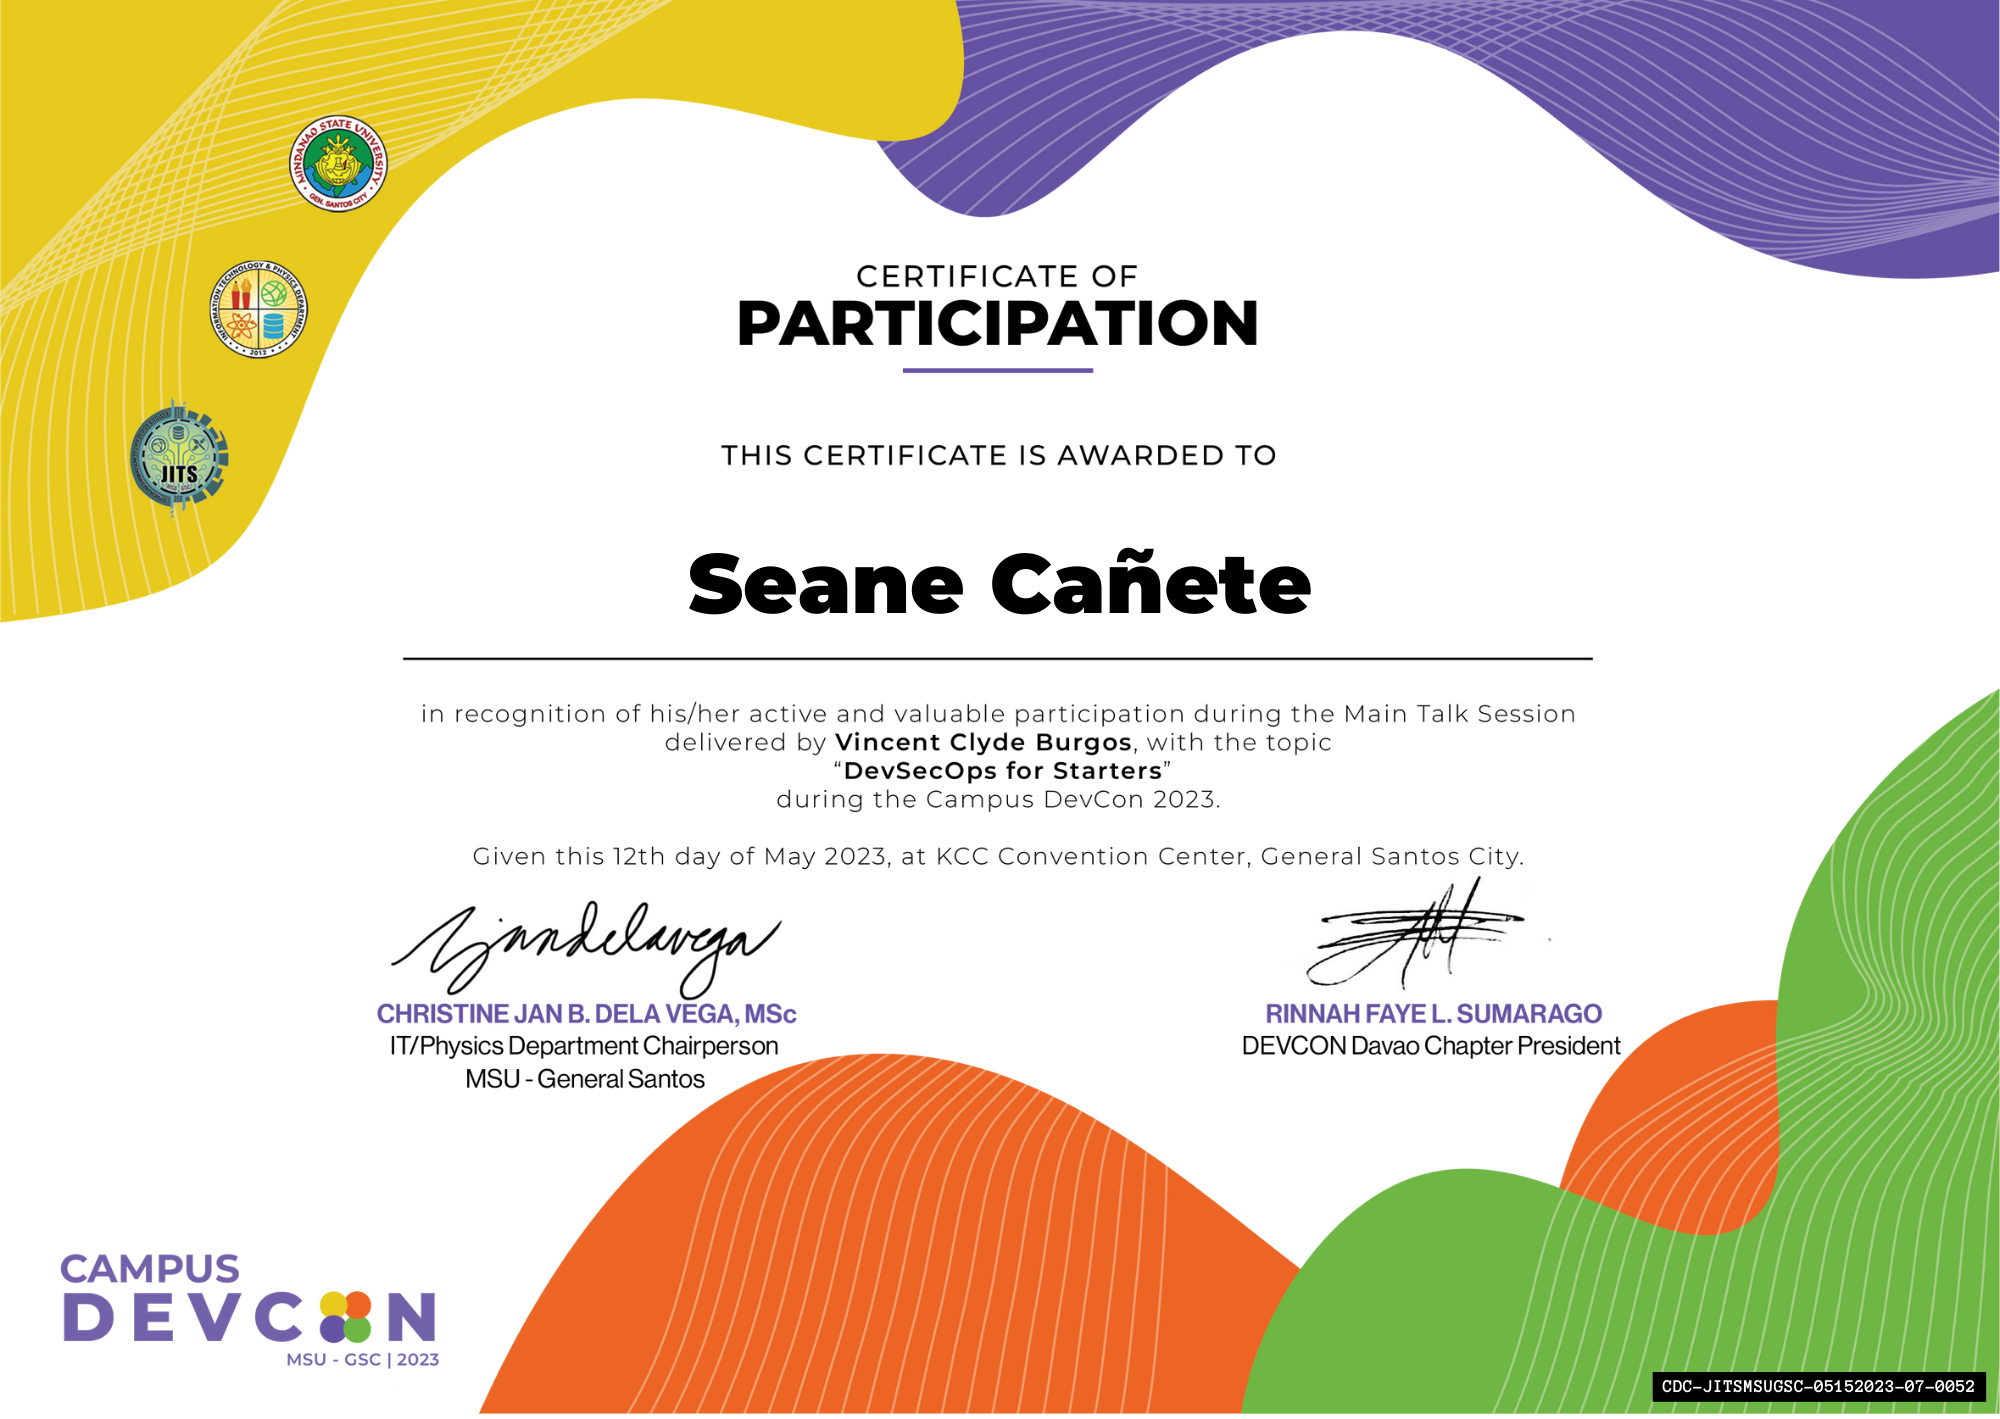 MINDANAO STATE UNIVERSITY
GEN. SANTOS CITY
INFORMATION TECHNOLOGY & PHYSICS DEPARTMENT
2012
JITS
CERTIFICATE OF
PARTICIPATION
THIS CERTIFICATE IS AWARDED TO
Seane Cañete
in recognition of his/her active and valuable participation during the Main Talk Session
delivered by Vincent Clyde Burgos, with the topic
“DevSecOps for Starters”
during the Campus DevCon 2023.
Given this 12th day of May 2023, at KCC Convention Center, General Santos City.
CHRISTINE JAN B. DELA VEGA, MSc
IT/Physics Department Chairperson
MSU - General Santos
RINNAH FAYE L. SUMARAGO
DEVCON Davao Chapter President
CAMPUS
DEVCON
MSU - GSC | 2023
CDC-JITSMSUGSC-05152023-07-0052